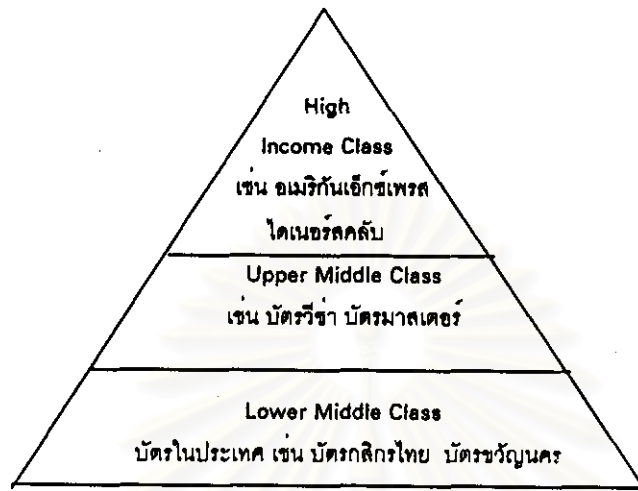 High
Income Class
เช่น อเมริกันเอ็กซ์เพรส
ไดเนอร์สคลับ
Upper Middle Class
เช่น บัตรวีซ่า บัตรมาสเตอร์
Lower Middle Class
บัตรในประเทศ เช่น บัตรกสิกรไทย บัตรขวัญนคร